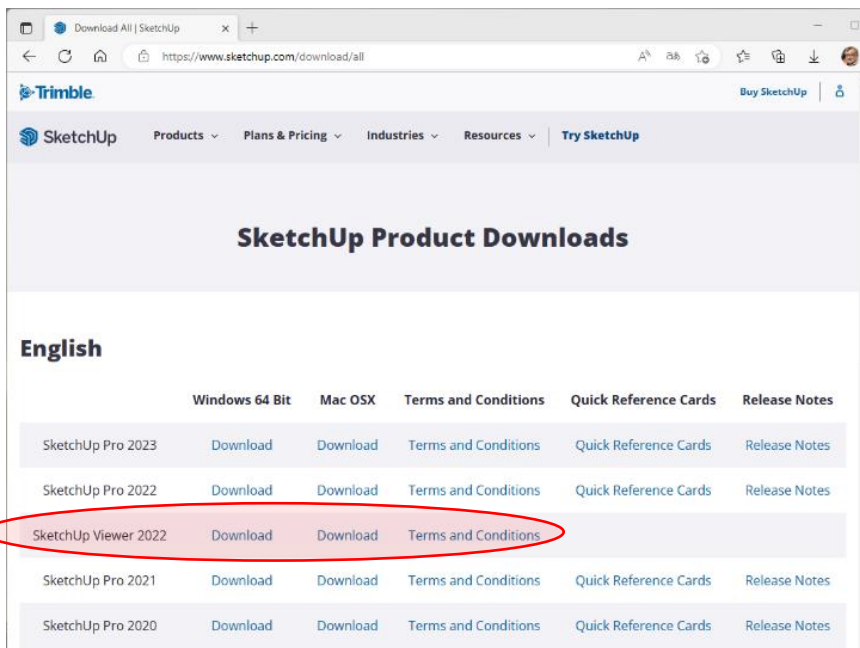 Download All | SketchUp
https://www.sketchup.com/download/all
Trimble
Buy SketchUp
SketchUp Products Plans & Pricing Industries Resources Try SketchUp
SketchUp Product Downloads
English
Windows 64 Bit Mac OSX Terms and Conditions Quick Reference Cards Release Notes
SketchUp Pro 2023 Download Download Terms and Conditions Quick Reference Cards Release Notes
SketchUp Pro 2022 Download Download Terms and Conditions Quick Reference Cards Release Notes
SketchUp Viewer 2022 Download Download Terms and Conditions
SketchUp Pro 2021 Download Download Terms and Conditions Quick Reference Cards Release Notes
SketchUp Pro 2020 Download Download Terms and Conditions Quick Reference Cards Release Notes